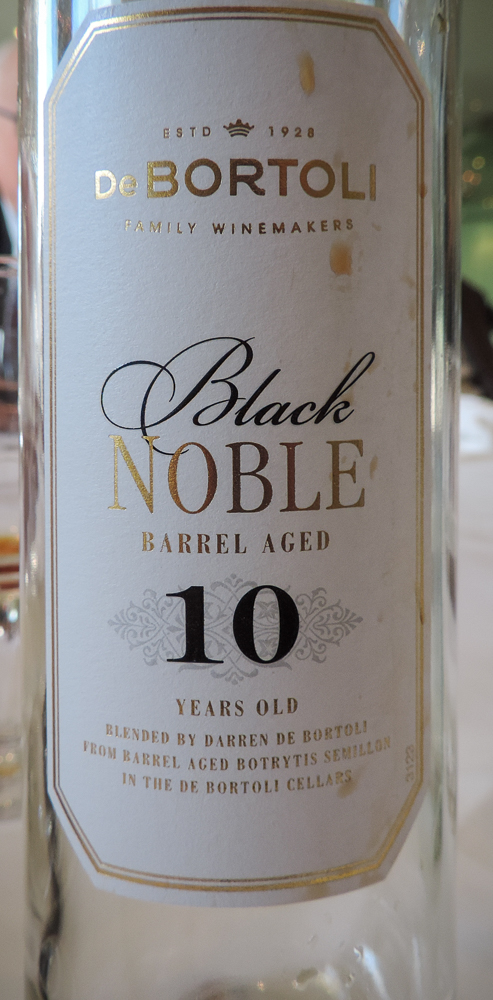 ESTD 1928
De BORTOLI
FAMILY WINEMAKERS
Black
NOBLE
BARREL AGED
10
YEARS OLD
BLENDED BY DARREN DE BORTOLI
FROM BARREL AGED BOTRYTIS SEMILLON
IN THE DE BORTOLI CELLARS
3123